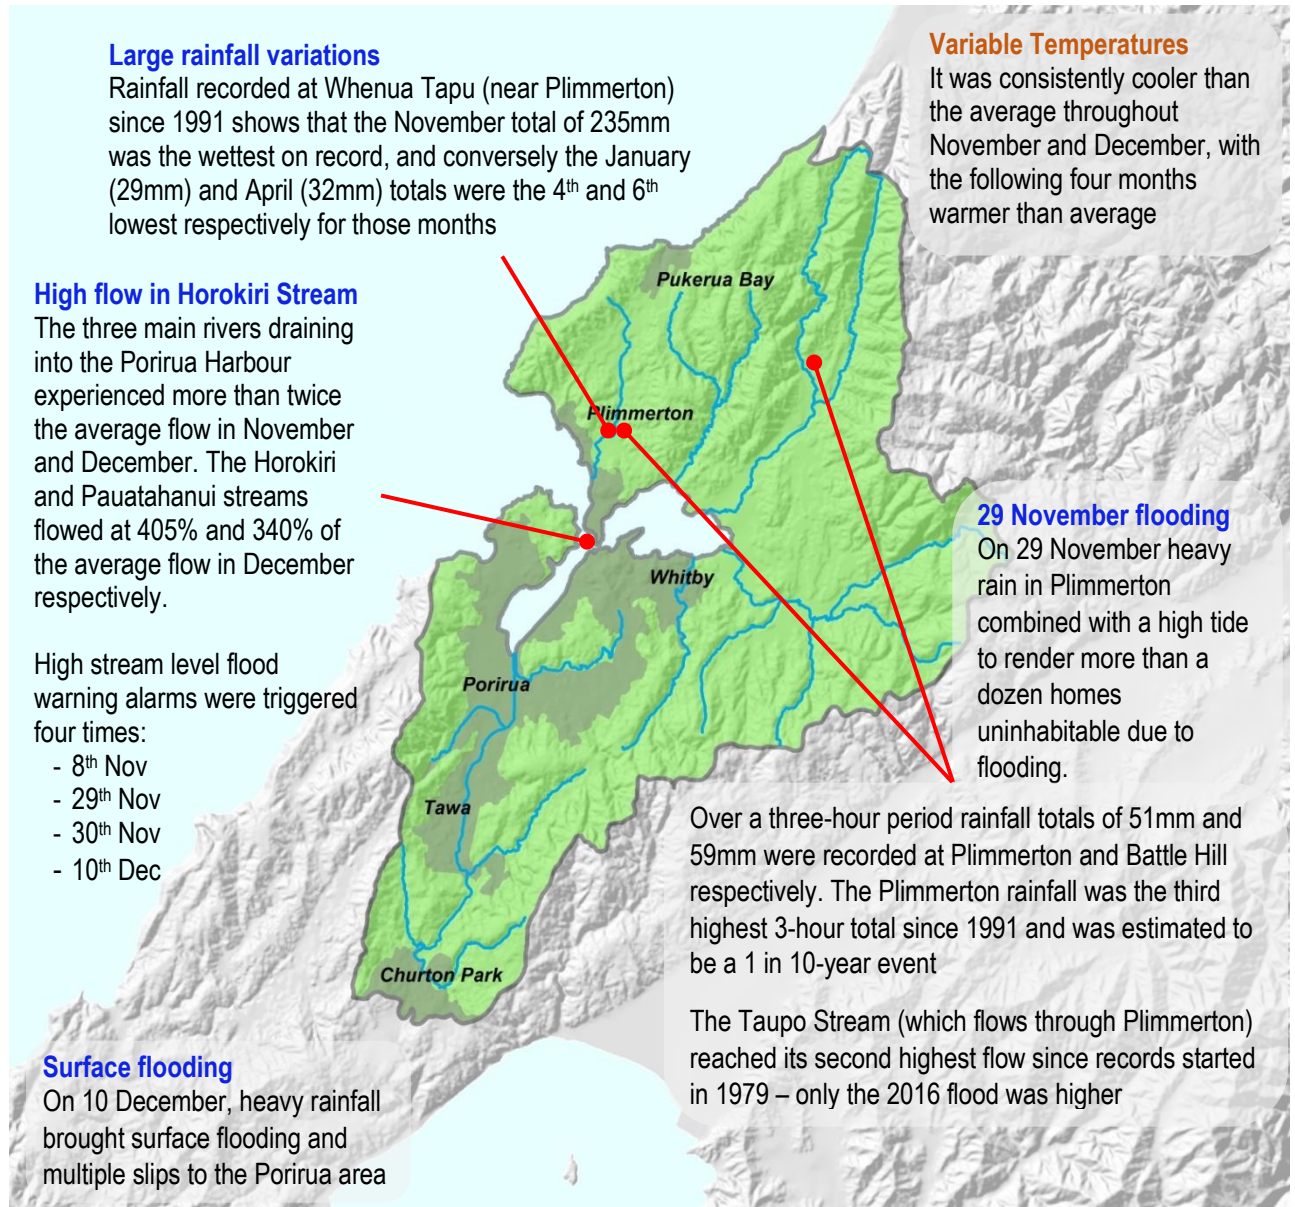 Large rainfall variations
Rainfall recorded at Whenua Tapu (near Plimmerton)
since 1991 shows that the November total of 235mm
was the wettest on record, and conversely the January
(29mm) and April (32mm) totals were the 4th and 6th
lowest respectively for those months
Variable Temperatures
It was consistently cooler than
the average throughout
November and December, with
the following four months
warmer than average
High flow in Horokiri Stream
The three main rivers draining
into the Porirua Harbour
experienced more than twice
the average flow in November
and December. The Horokiri
and Pauatahanui streams
flowed at 405% and 340% of
the average flow in December
respectively.
High stream level flood
warning alarms were triggered
four times:
- 8th Nov
- 29th Nov
- 30th Nov
- 10th Dec
Pukerua Bay
Plimmerton
Whitby
Porirua
Tawa
Churton Park
29 November flooding
On 29 November heavy
rain in Plimmerton
combined with a high tide
to render more than a
dozen homes
uninhabitable due to
flooding.
Over a three-hour period rainfall totals of 51mm and
59mm were recorded at Plimmerton and Battle Hill
respectively. The Plimmerton rainfall was the third
highest 3-hour total since 1991 and was estimated to
be a 1 in 10-year event
The Taupo Stream (which flows through Plimmerton)
reached its second highest flow since records started
in 1979 – only the 2016 flood was higher
Surface flooding
On 10 December, heavy rainfall
brought surface flooding and
multiple slips to the Porirua area